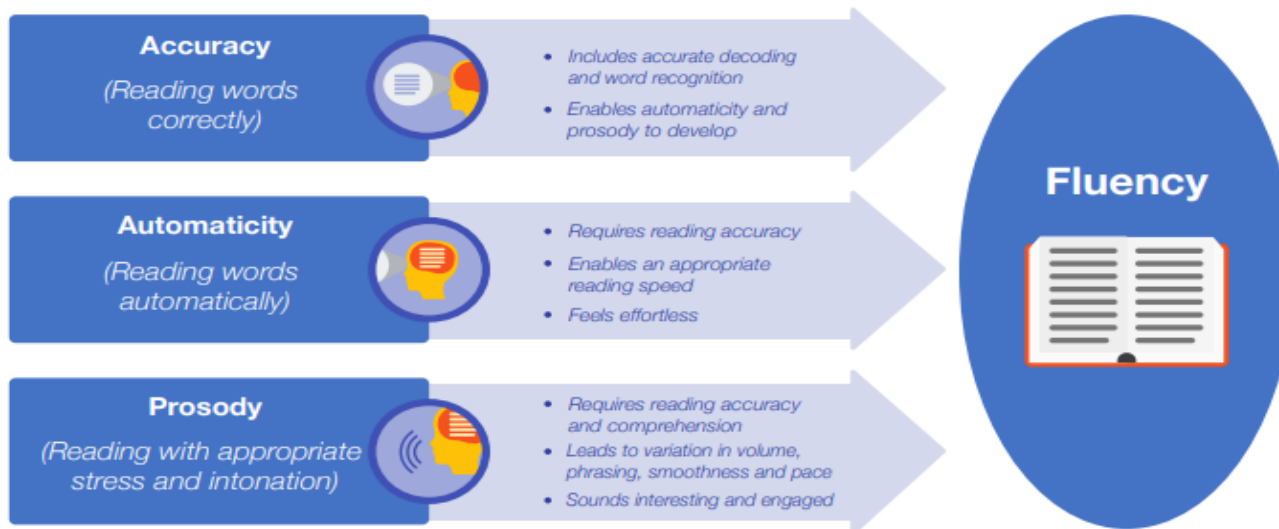 Accuracy
(Reading words
correctly)
• Includes accurate decoding
and word recognition
• Enables automaticity and
prosody to develop
Automaticity
(Reading words
automatically)
• Requires reading accuracy
• Enables an appropriate
reading speed
• Feels effortless
Prosody
(Reading with appropriate
stress and intonation)
• Requires reading accuracy
and comprehension
• Leads to variation in volume,
phrasing, smoothness and pace
• Sounds interesting and engaged
Fluency